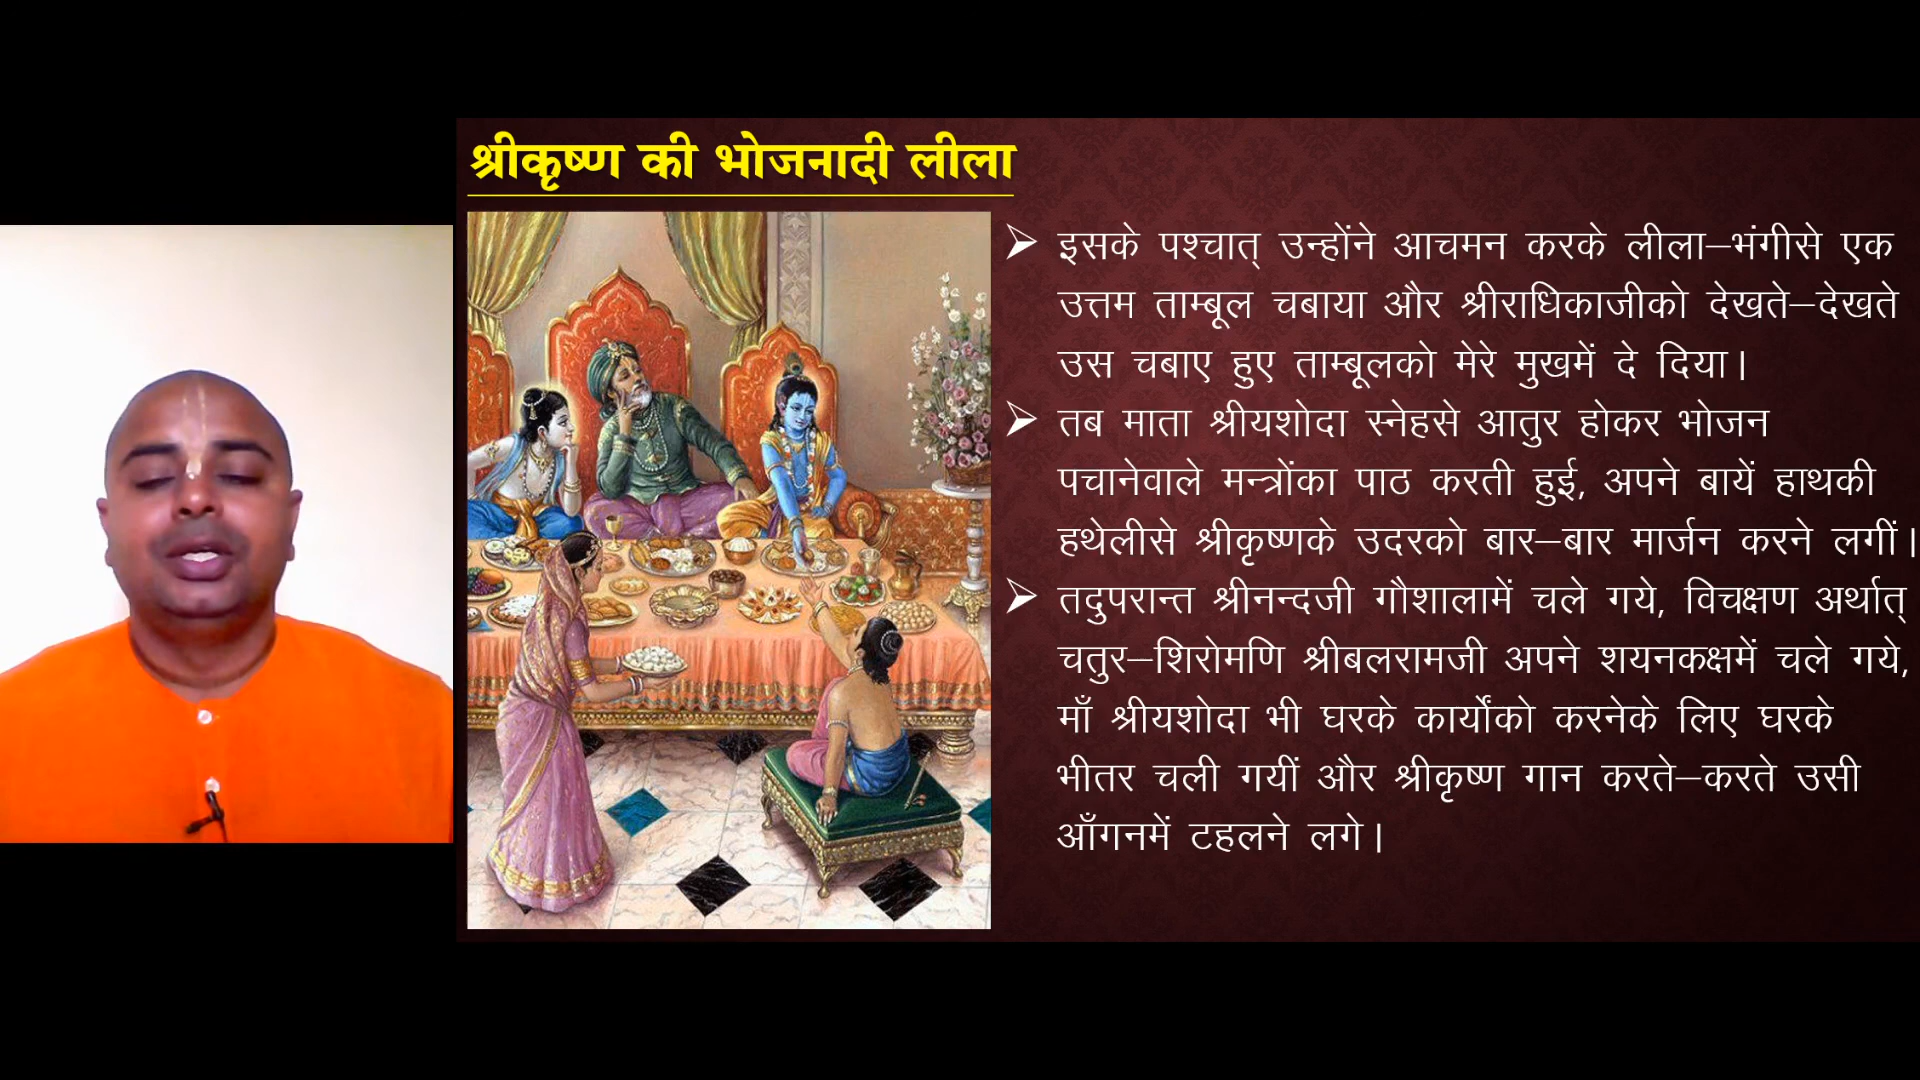 श्रीकृष्ण की भोजनादी लीला
➢ इसके पश्चात् उन्होंने आचमन करके लीला–भंगीसे एक
उत्तम ताम्बूल चबाया और श्रीराधिकाजीको देखते–देखते
उस चबाए हुए ताम्बूलको मेरे मुखमें दे दिया।
➢ तब माता श्रीयशोदा स्नेहसे आतुर होकर भोजन
पचानेवाले मन्त्रोंका पाठ करती हुई, अपने बायें हाथकी
हथेलीसे श्रीकृष्णके उदरको बार–बार मार्जन करने लगीं।
➢ तदुपरान्त श्रीनन्दजी गौशालामें चले गये, विचक्षण अर्थात्
चतुर–शिरोमणि श्रीबलरामजी अपने शयनकक्षमें चले गये,
माँ श्रीयशोदा भी घरके कार्योंको करनेके लिए घरके
भीतर चली गयीं और श्रीकृष्ण गान करते–करते उसी
आँगनमें टहलने लगे।